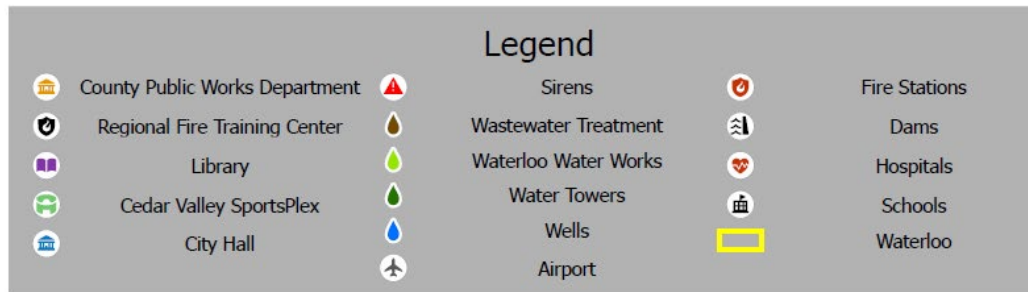 Legend
County Public Works Department
Regional Fire Training Center
Library
Cedar Valley SportsPlex
City Hall
Sirens
Wastewater Treatment
Waterloo Water Works
Water Towers
Wells
Airport
Fire Stations
Dams
Hospitals
Schools
Waterloo